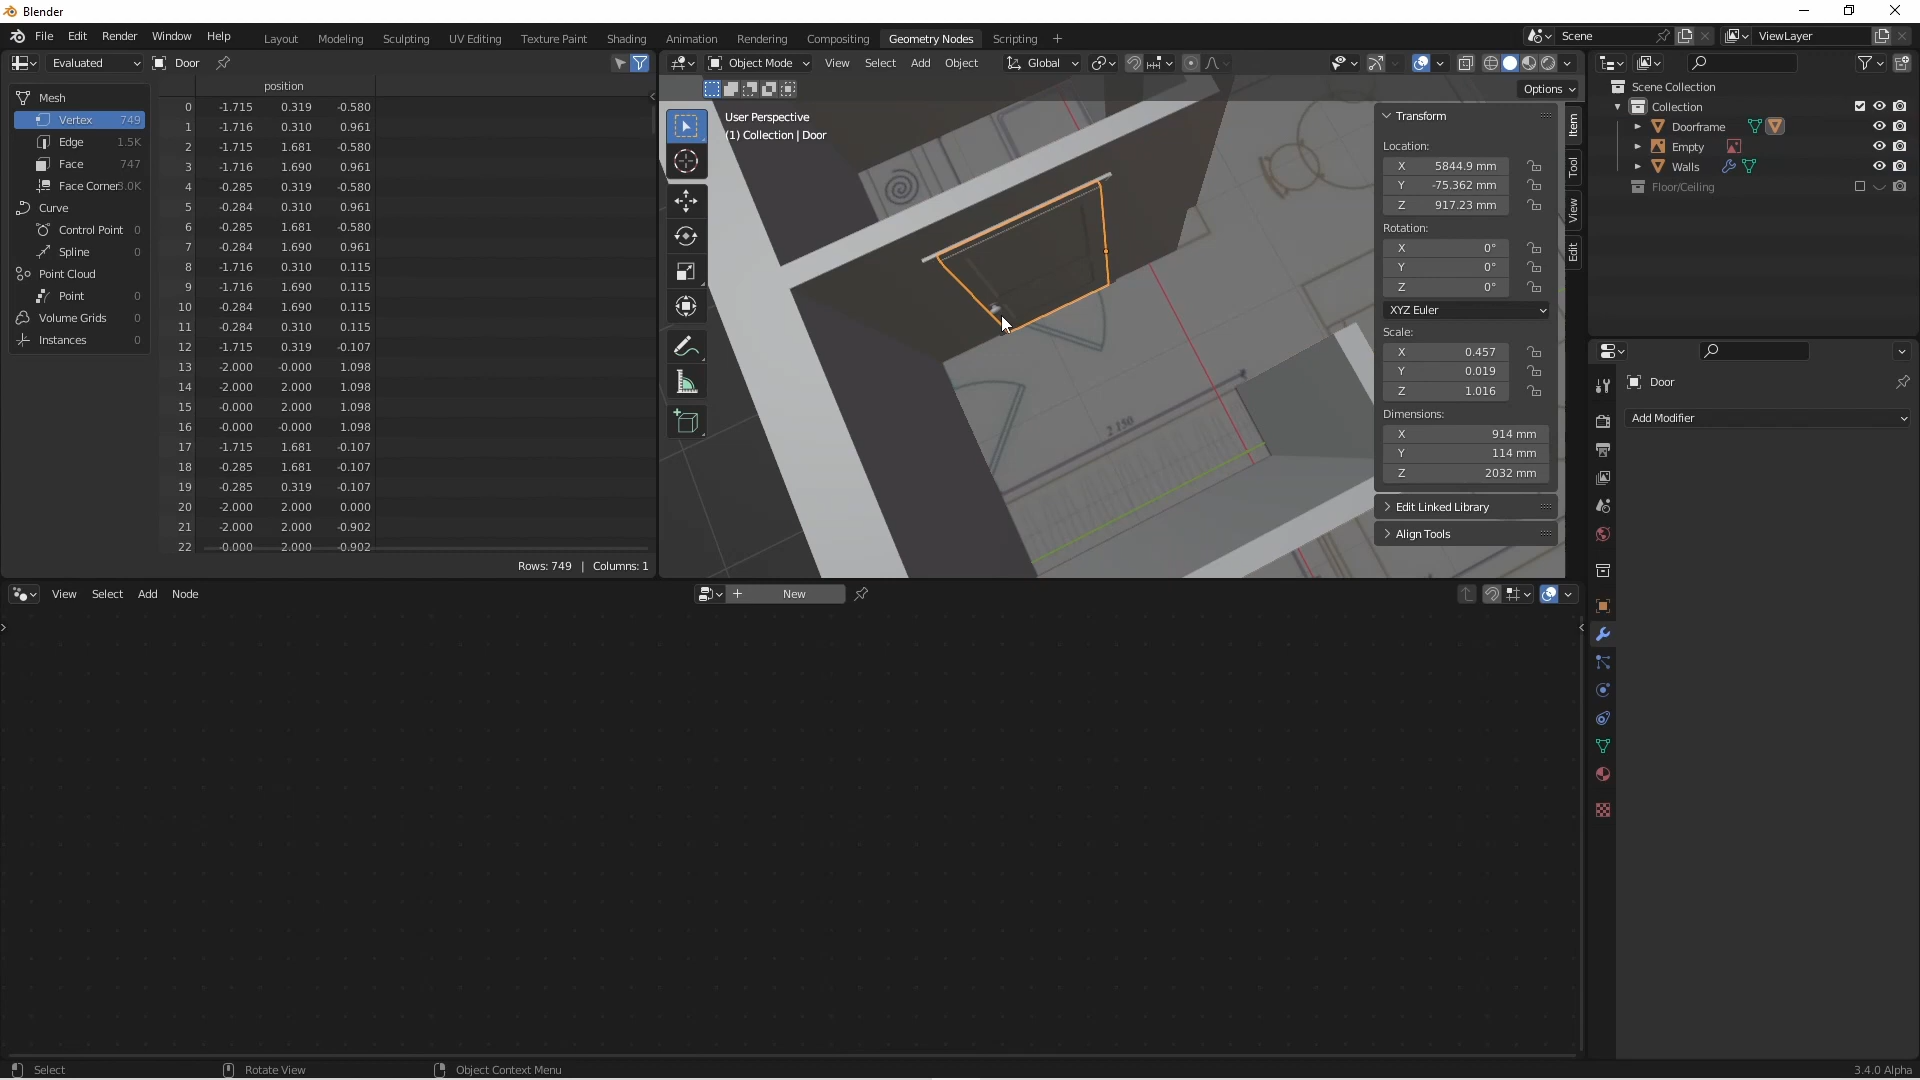 Blender
File Edit Render Window Help
Layout Modeling Sculpting UV Editing Texture Paint Shading Animation Rendering Compositing Geometry Nodes Scripting +
Scene
ViewLayer
Evaluated Door
Object Mode View Select Add Object Global
Options
position
Mesh
Vertex 749
Edge 1.5K
Face 747
Face Corner 3.0K
Curve
Control Point 0
Spline 0
Point Cloud
Point 0
Volume Grids 0
Instances 0
0 -1.715 0.319 -0.580
1 -1.716 0.310 0.961
2 -1.715 1.681 -0.580
3 -1.716 1.690 0.961
4 -0.285 0.319 -0.580
5 -0.284 0.310 0.961
6 -0.285 1.681 -0.580
7 -0.284 1.690 0.961
8 -1.716 0.310 0.115
9 -1.716 1.690 0.115
10 -0.284 1.690 0.115
11 -0.284 0.310 0.115
12 -1.715 0.319 -0.107
13 -2.000 -0.000 1.098
14 -2.000 2.000 1.098
15 -0.000 2.000 1.098
16 -0.000 -0.000 1.098
17 -1.715 1.681 -0.107
18 -0.285 1.681 -0.107
19 -0.285 0.319 -0.107
20 -2.000 2.000 0.000
21 -2.000 2.000 -0.902
22 -0.000 2.000 -0.902
Rows: 749 | Columns: 1
User Perspective
(1) Collection | Door
2 150
Transform
Location:
X 5844.9 mm
Y -75.362 mm
Z 917.23 mm
Rotation:
X 0°
Y 0°
Z 0°
XYZ Euler
Scale:
X 0.457
Y 0.019
Z 1.016
Dimensions:
X 914 mm
Y 114 mm
Z 2032 mm
Edit Linked Library
Align Tools
Item
Tool
View
Edit
Scene Collection
Collection
Doorframe
Empty
Walls
Floor/Ceiling
Door
Add Modifier
View Select Add Node
+ New
Select Rotate View Object Context Menu
3.4.0 Alpha